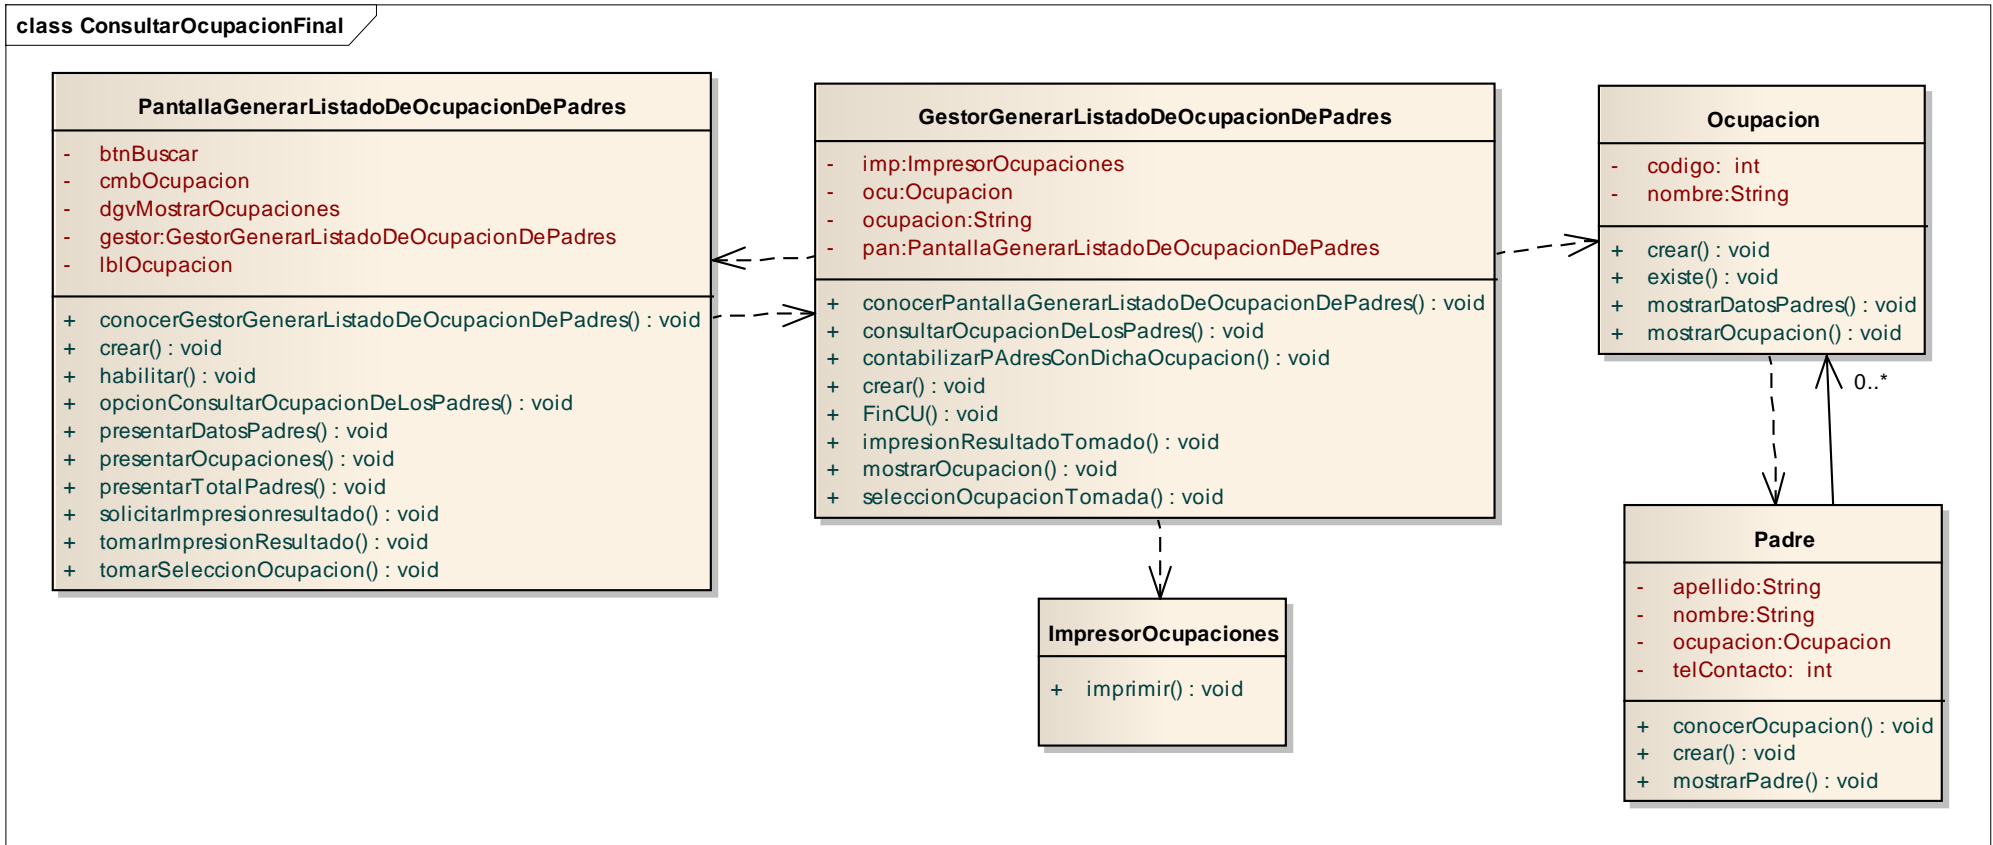 class ConsultarOcupacionFinal
PantallaGenerarListadoDeOcupacionDePadres
- btnBuscar
- cmbOcupacion
- dgvMostrarOcupaciones
- gestor:GestorGenerarListadoDeOcupacionDePadres
- lblOcupacion
+ conocerGestorGenerarListadoDeOcupacionDePadres() : void
+ crear() : void
+ habilitar() : void
+ opcionConsultarOcupacionDeLosPadres() : void
+ presentarDatosPadres() : void
+ presentarOcupaciones() : void
+ presentarTotalPadres() : void
+ solicitarImpresionresultado() : void
+ tomarImpresionResultado() : void
+ tomarSeleccionOcupacion() : void
GestorGenerarListadoDeOcupacionDePadres
- imp:ImpresorOcupaciones
- ocu:Ocupacion
- ocupacion:String
- pan:PantallaGenerarListadoDeOcupacionDePadres
+ conocerPantallaGenerarListadoDeOcupacionDePadres() : void
+ consultarOcupacionDeLosPadres() : void
+ contabilizarPAdresConDichaOcupacion() : void
+ crear() : void
+ FinCU() : void
+ impresionResultadoTomado() : void
+ mostrarOcupacion() : void
+ seleccionOcupacionTomada() : void
Ocupacion
- codigo: int
- nombre:String
+ crear() : void
+ existe() : void
+ mostrarDatosPadres() : void
+ mostrarOcupacion() : void
0..*
ImpresorOcupaciones
+ imprimir() : void
Padre
- apellido:String
- nombre:String
- ocupacion:Ocupacion
- telContacto: int
+ conocerOcupacion() : void
+ crear() : void
+ mostrarPadre() : void